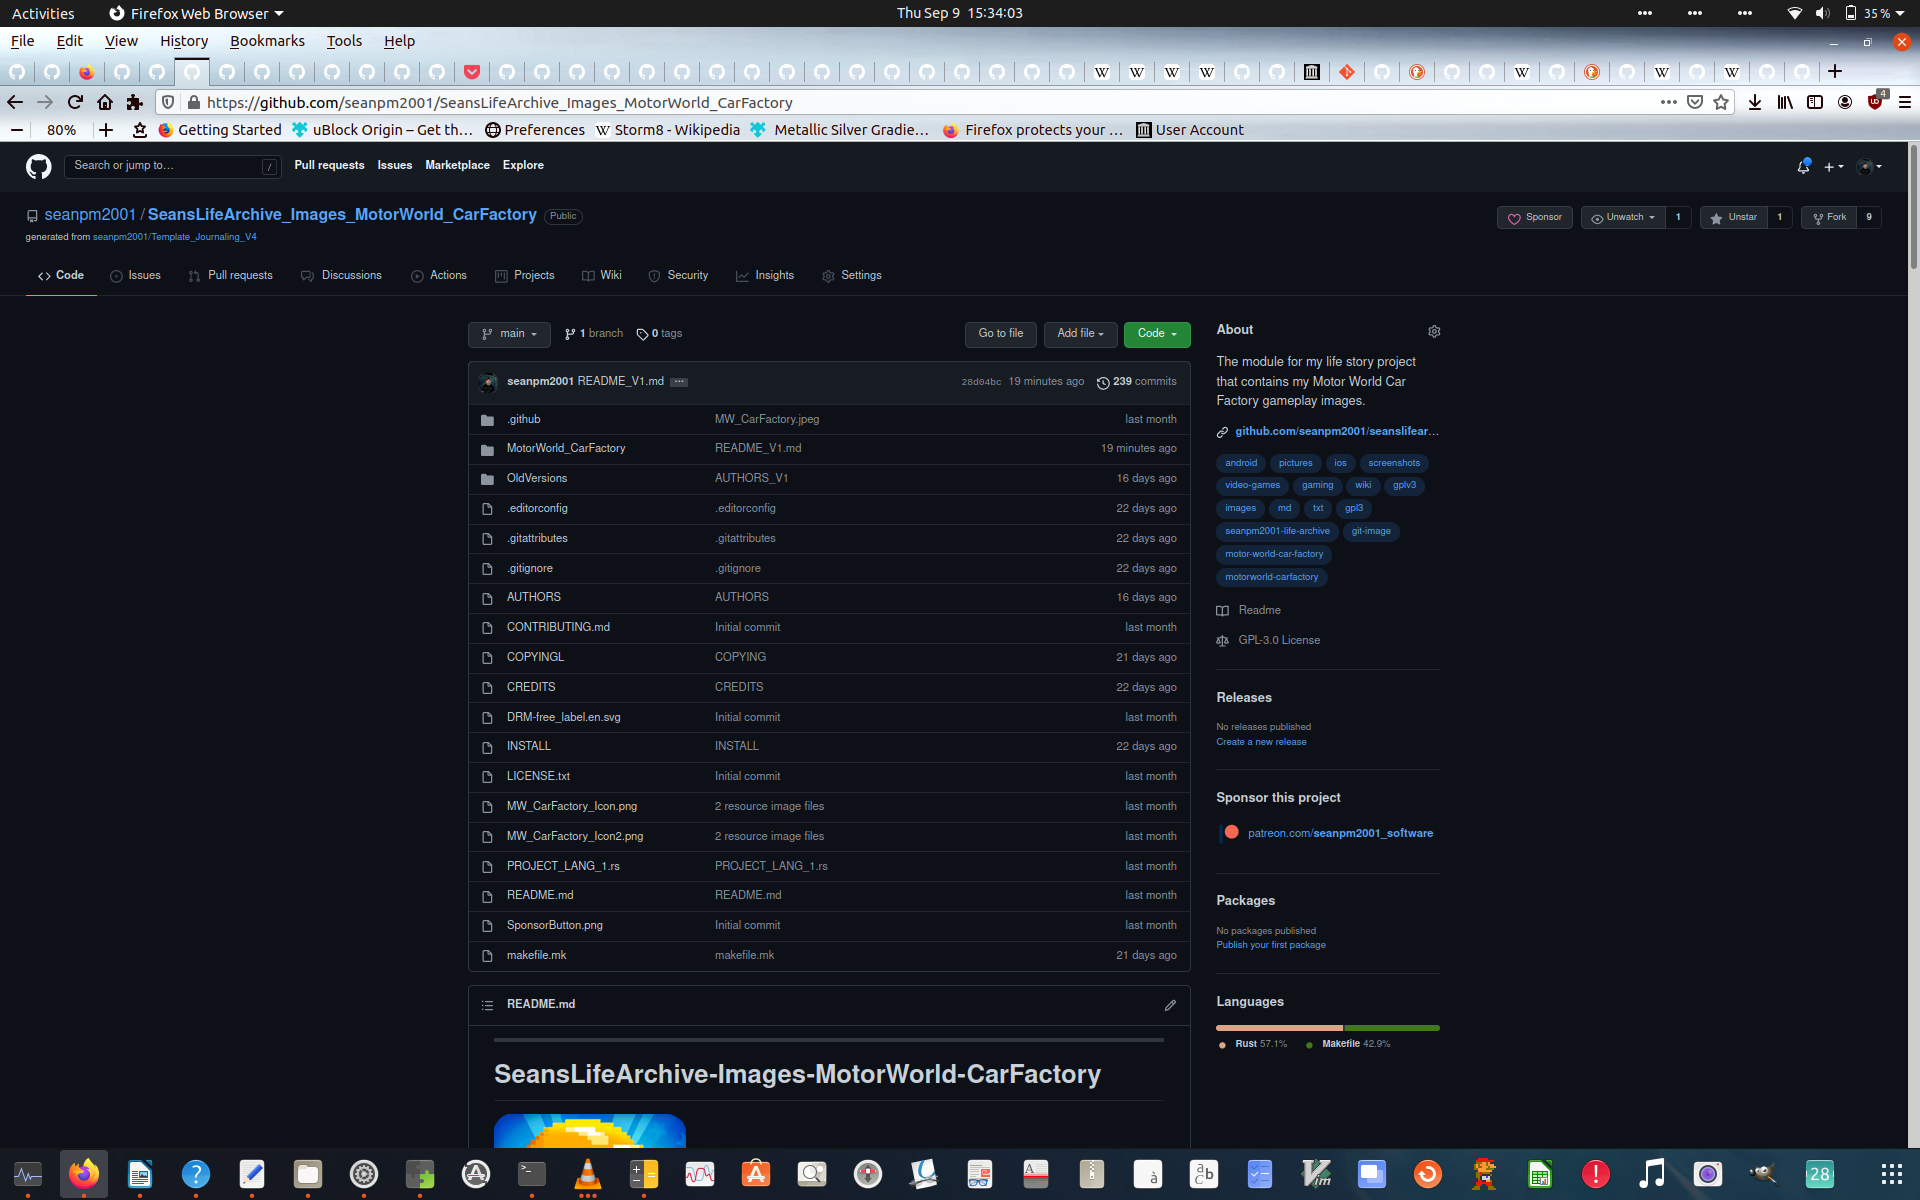 Activities Firefox Web Browser Thu Sep 9 15:34:03 35 %
File Edit View History Bookmarks Tools Help
https://github.com/seanpm2001/SeansLifeArchive_Images_MotorWorld_CarFactory 4
80% Getting Started uBlock Origin – Get th… Preferences Storm8 - Wikipedia Metallic Silver Gradie… Firefox protects your … User Account
Search or jump to… / Pull requests Issues Marketplace Explore
seanpm2001 / SeansLifeArchive_Images_MotorWorld_CarFactory Public Sponsor Unwatch 1 Unstar 1 Fork 9
generated from seanpm2001/Template_Journaling_V4
Code Issues Pull requests Discussions Actions Projects Wiki Security Insights Settings
main 1 branch 0 tags Go to file Add file Code
seanpm2001 README_V1.md 28d04bc 19 minutes ago 239 commits
.github MW_CarFactory.jpeg last month
MotorWorld_CarFactory README_V1.md 19 minutes ago
OldVersions AUTHORS_V1 16 days ago
.editorconfig .editorconfig 22 days ago
.gitattributes .gitattributes 22 days ago
.gitignore .gitignore 22 days ago
AUTHORS AUTHORS 16 days ago
CONTRIBUTING.md Initial commit last month
COPYINGL COPYING 21 days ago
CREDITS CREDITS 22 days ago
DRM-free_label.en.svg Initial commit last month
INSTALL INSTALL 22 days ago
LICENSE.txt Initial commit last month
MW_CarFactory_Icon.png 2 resource image files last month
MW_CarFactory_Icon2.png 2 resource image files last month
PROJECT_LANG_1.rs PROJECT_LANG_1.rs last month
README.md README.md last month
SponsorButton.png Initial commit last month
makefile.mk makefile.mk 21 days ago
README.md
SeansLifeArchive-Images-MotorWorld-CarFactory
About
The module for my life story project
that contains my Motor World Car
Factory gameplay images.
github.com/seanpm2001/seanslifear…
android pictures ios screenshots
video-games gaming wiki gplv3
images md txt gpl3
seanpm2001-life-archive git-image
motor-world-car-factory
motorworld-carfactory
Readme
GPL-3.0 License
Releases
No releases published
Create a new release
Sponsor this project
patreon.com/seanpm2001_software
Packages
No packages published
Publish your first package
Languages
Rust 57.1% Makefile 42.9%
28